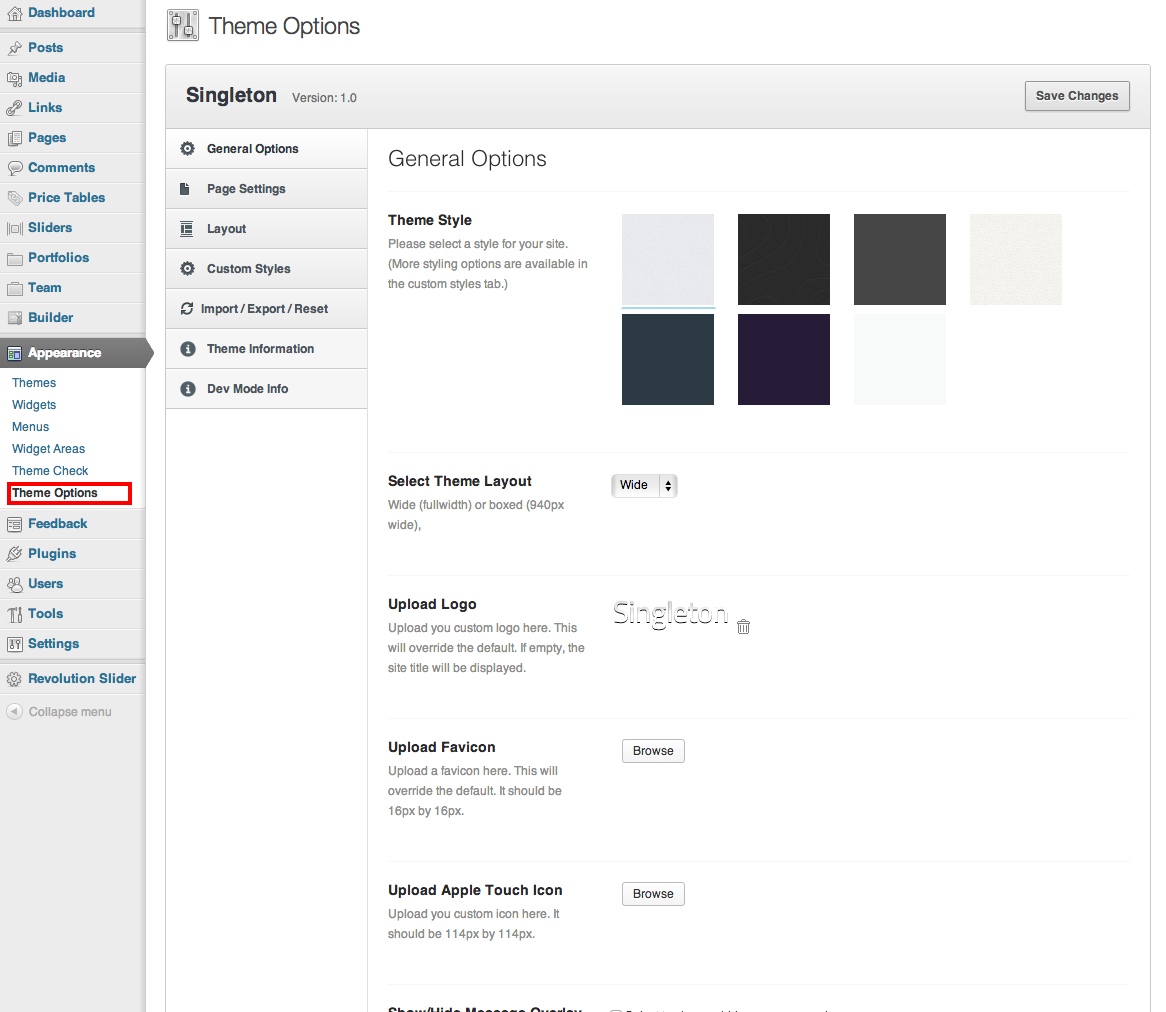 Dashboard
Posts
Media
Links
Pages
Comments
Price Tables
Sliders
Portfolios
Team
Builder
Appearance
Themes
Widgets
Menus
Widget Areas
Theme Check
Theme Options
Feedback
Plugins
Users
Tools
Settings
Revolution Slider
Collapse menu
Theme Options
Singleton Version: 1.0
Save Changes
General Options
Page Settings
Layout
Custom Styles
Import / Export / Reset
Theme Information
Dev Mode Info
General Options
Theme Style
Please select a style for your site.
(More styling options are available in
the custom styles tab.)
Select Theme Layout
Wide (fullwidth) or boxed (940px
wide),
Wide
Upload Logo
Upload you custom logo here. This
will override the default. If empty, the
site title will be displayed.
Singleton
Upload Favicon
Upload a favicon here. This will
override the default. It should be
16px by 16px.
Browse
Upload Apple Touch Icon
Upload you custom icon here. It
should be 114px by 114px.
Browse
Show/Hide Message Overlay